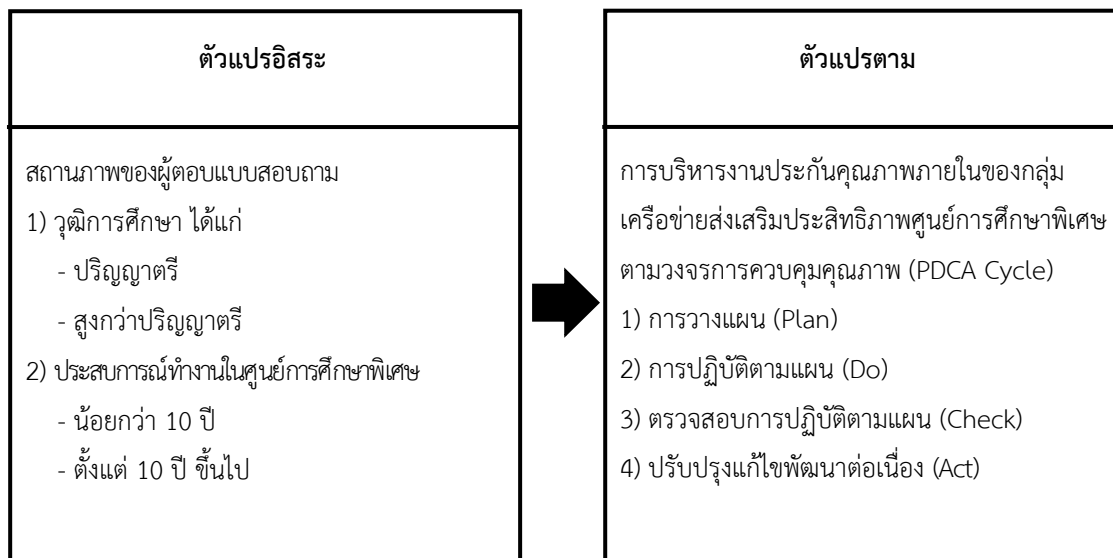 ตัวแปรอิสระ
สถานภาพของผู้ตอบแบบสอบถาม
1) วุฒิการศึกษา ได้แก่
- ปริญญาตรี
- สูงกว่าปริญญาตรี
2) ประสบการณ์ทำงานในศูนย์การศึกษาพิเศษ
- น้อยกว่า 10 ปี
- ตั้งแต่ 10 ปี ขึ้นไป
ตัวแปรตาม
การบริหารงานประกันคุณภาพภายในของกลุ่ม
เครือข่ายส่งเสริมประสิทธิภาพศูนย์การศึกษาพิเศษ
ตามวงจรการควบคุมคุณภาพ (PDCA Cycle)
1) การวางแผน (Plan)
2) การปฏิบัติตามแผน (Do)
3) ตรวจสอบการปฏิบัติตามแผน (Check)
4) ปรับปรุงแก้ไขพัฒนาต่อเนื่อง (Act)